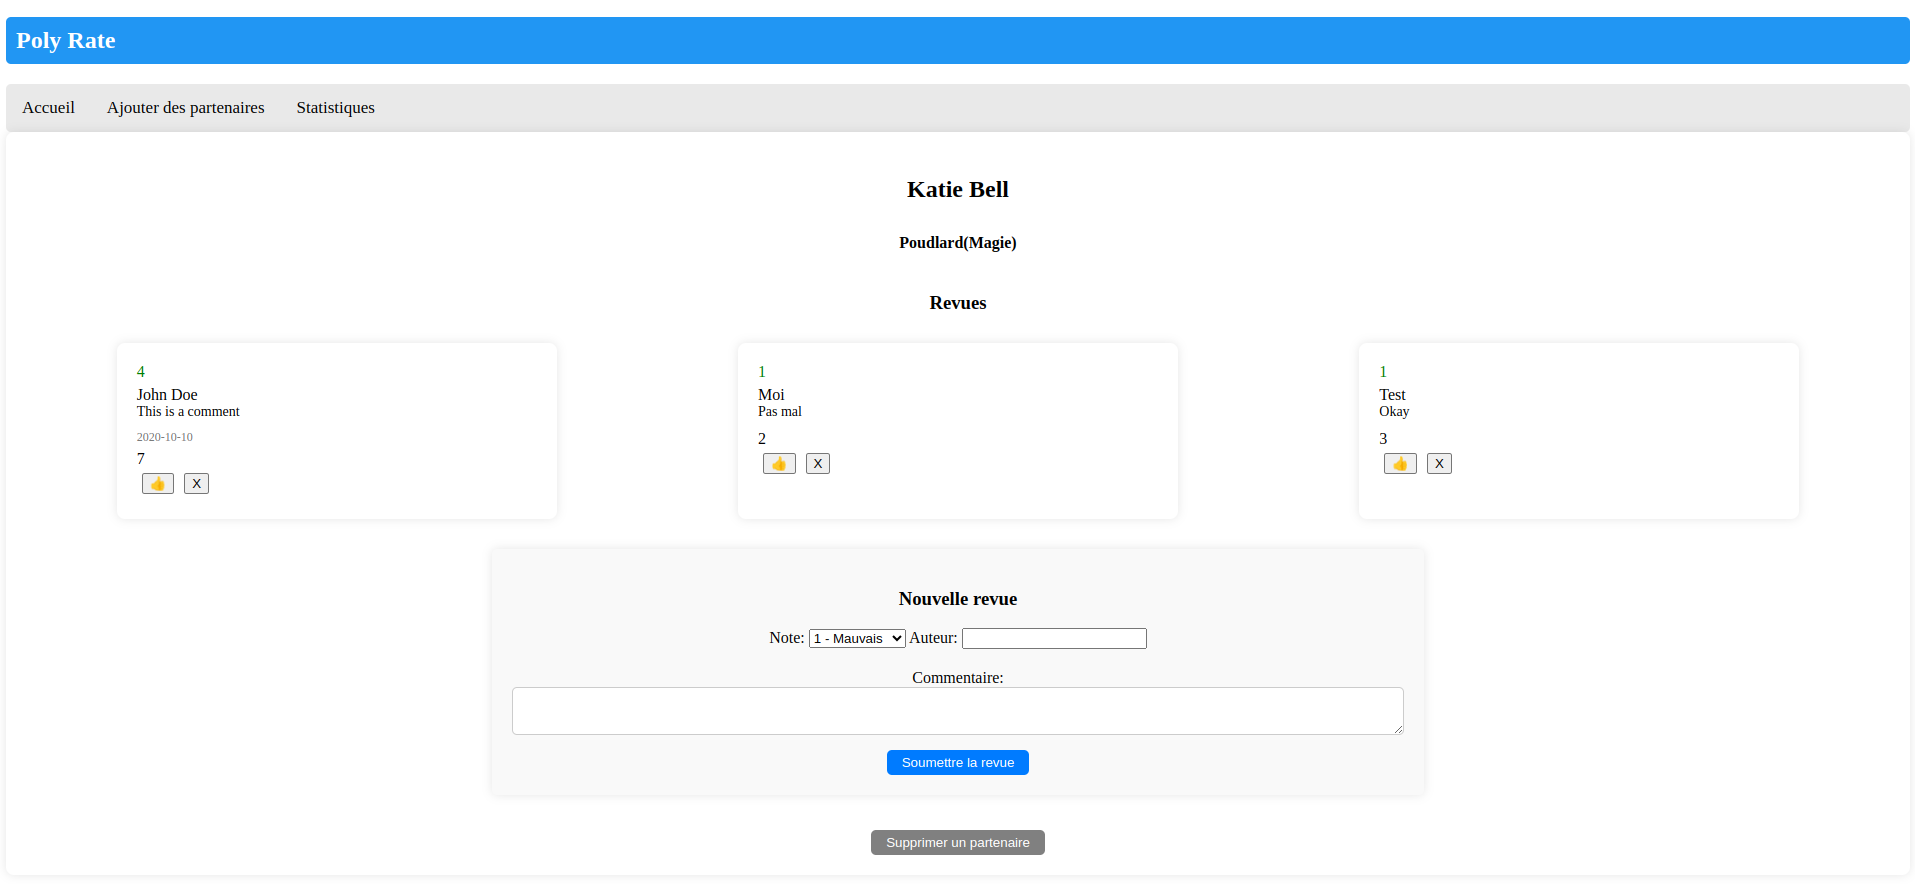 Poly Rate
Accueil Ajouter des partenaires Statistiques
Katie Bell
Poudlard(Magie)
Revues
4
John Doe
This is a comment
2020-10-10
7
👍 X
1
Moi
Pas mal
2
👍 X
1
Test
Okay
3
👍 X
Nouvelle revue
Note: 1 - Mauvais Auteur:
Commentaire:
Soumettre la revue
Supprimer un partenaire